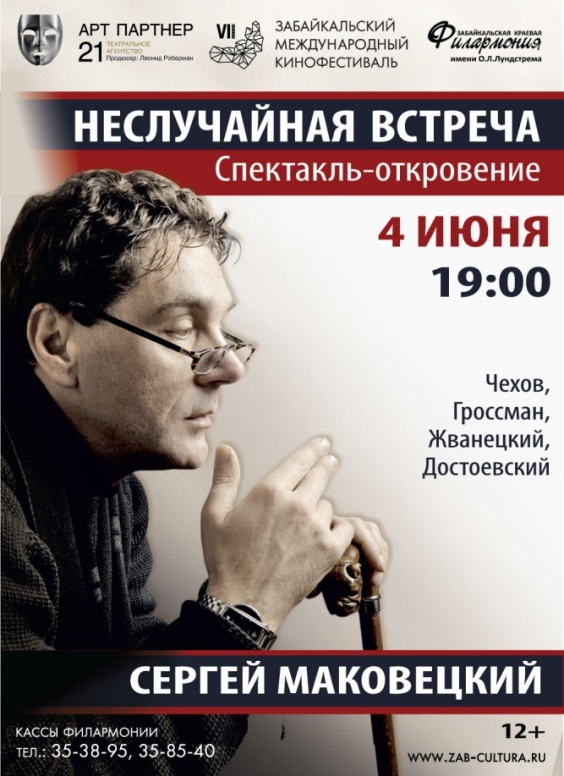 АРТ ПАРТНЕР
21
ТЕАТРАЛЬНОЕ
АГЕНТСТВО
Продюсер: Леонид Роберман
VII
ЗАБАЙКАЛЬСКИЙ
МЕЖДУНАРОДНЫЙ
КИНОФЕСТИВАЛЬ
ЗАБАЙКАЛЬСКАЯ КРАЕВАЯ
Филармония
имени О.Л.Лундстрема
НЕСЛУЧАЙНАЯ ВСТРЕЧА
Спектакль-откровение
4 ИЮНЯ
19:00
Чехов,
Гроссман,
Жванецкий,
Достоевский
СЕРГЕЙ МАКОВЕЦКИЙ
КАССЫ ФИЛАРМОНИИ
ТЕЛ.: 35-38-95, 35-85-40
12+
WWW.ZAB-CULTURA.RU